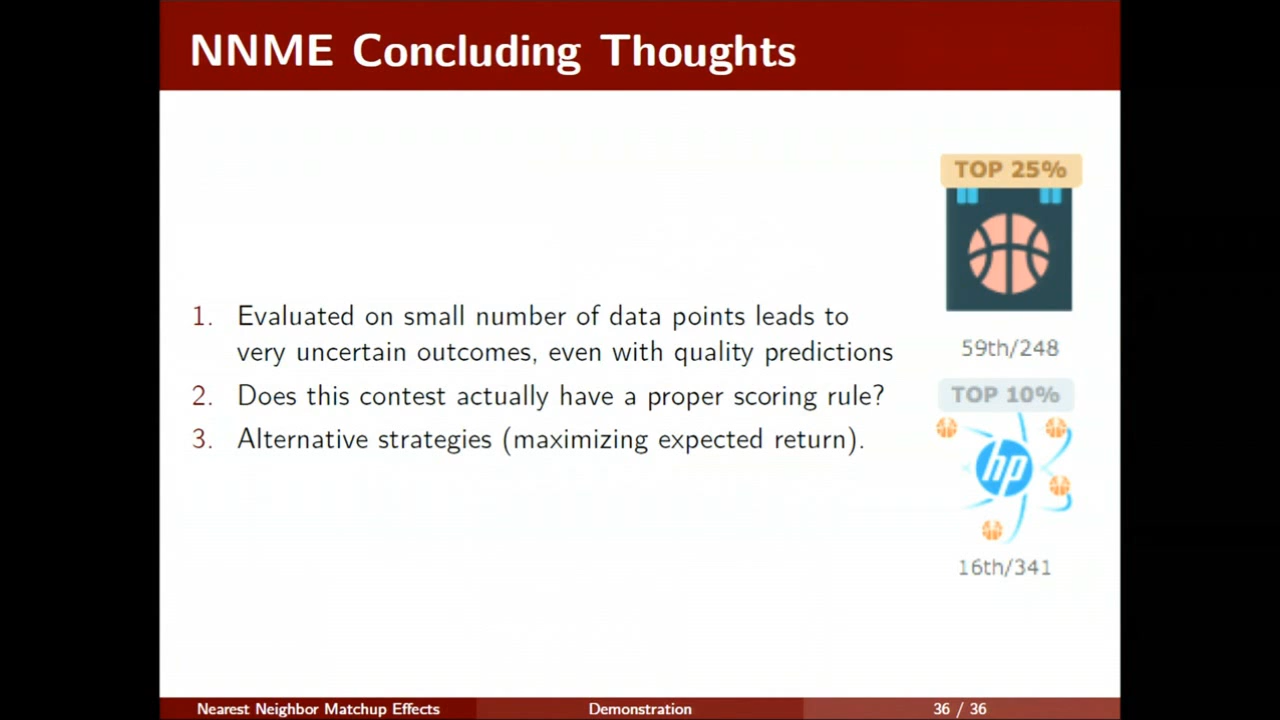 NNME Concluding Thoughts
1. Evaluated on small number of data points leads to
very uncertain outcomes, even with quality predictions
2. Does this contest actually have a proper scoring rule?
3. Alternative strategies (maximizing expected return).
TOP 25%
59th/248
TOP 10%
hp
16th/341
Nearest Neighbor Matchup Effects
Demonstration
36 / 36